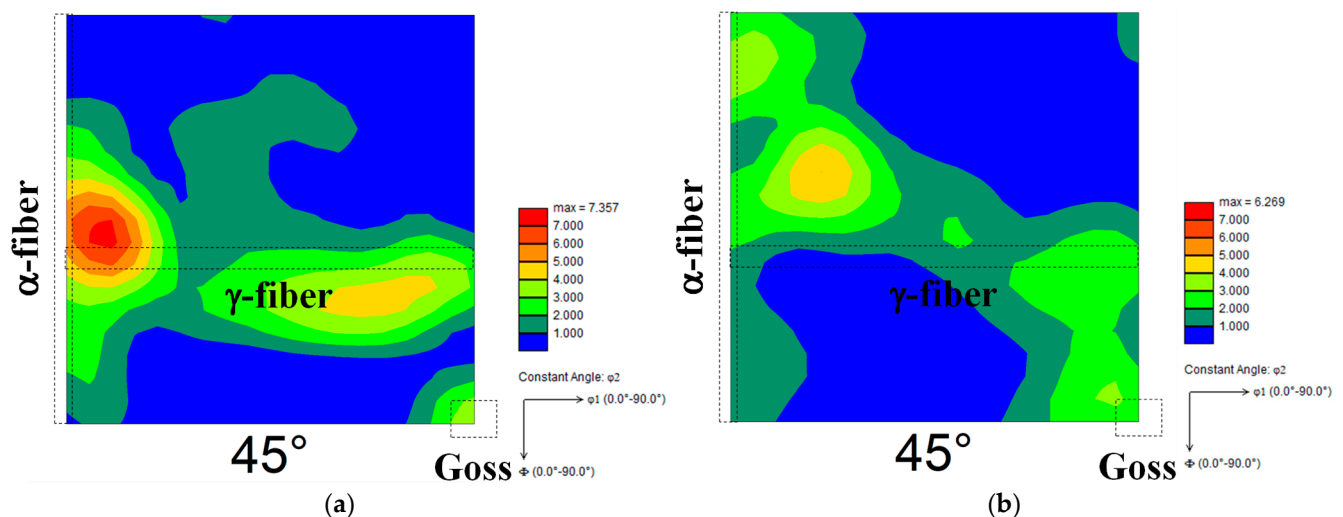 α-fiber
γ-fiber
45°
Goss
max = 7.357
7.000
6.000
5.000
4.000
3.000
2.000
1.000
Constant Angle: φ2
φ1 (0.0°-90.0°)
Φ (0.0°-90.0°)
(a)
α-fiber
γ-fiber
45°
Goss
max = 6.269
7.000
6.000
5.000
4.000
3.000
2.000
1.000
Constant Angle: φ2
φ1 (0.0°-90.0°)
Φ (0.0°-90.0°)
(b)